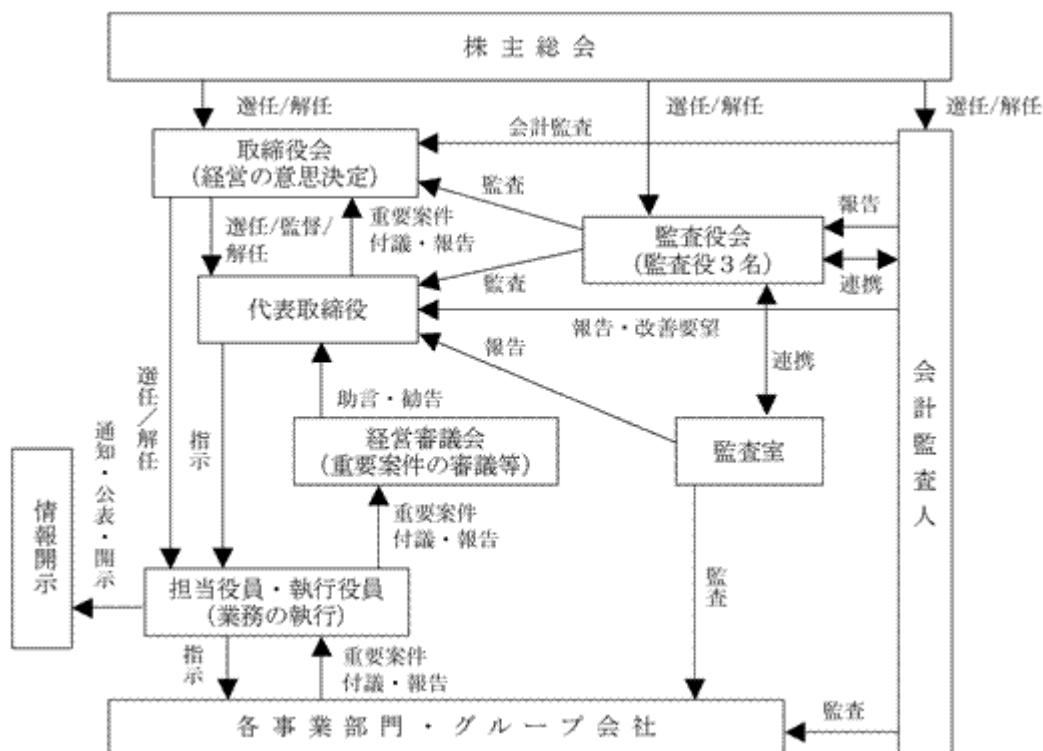 株主総会
選任/解任
選任/解任
選任/解任
会計監査
取締役会
(経営の意思決定)
監査
重要案件
付議・報告
選任/監督/
解任
監査役会
(監査役3名)
報告
連携
監査
代表取締役
報告・改善要望
報告
連携
選任/解任
指示
助言・勧告
経営審議会
(重要案件の審議等)
監査室
会計監査人
通知・公表・開示
情報開示
重要案件
付議・報告
担当役員・執行役員
(業務の執行)
監査
指示
重要案件
付議・報告
各事業部門・グループ会社
監査